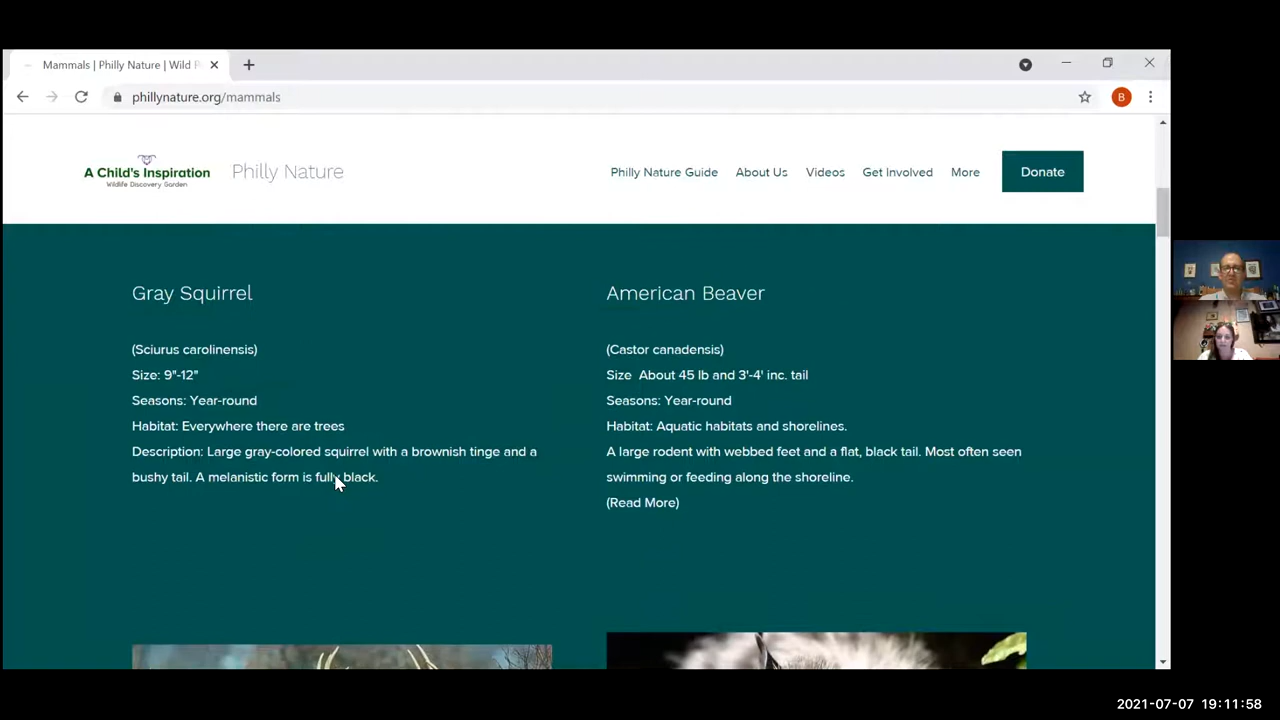 Mammals | Philly Nature | Wild P
phillynature.org/mammals
B
A Child's Inspiration
Wildlife Discovery Garden
Philly Nature
Philly Nature Guide
About Us
Videos
Get Involved
More
Donate
Gray Squirrel
(Sciurus carolinensis)
Size: 9"-12"
Seasons: Year-round
Habitat: Everywhere there are trees
Description: Large gray-colored squirrel with a brownish tinge and a
bushy tail. A melanistic form is fully black.
American Beaver
(Castor canadensis)
Size  About 45 lb and 3'-4' inc. tail
Seasons: Year-round
Habitat: Aquatic habitats and shorelines.
A large rodent with webbed feet and a flat, black tail. Most often seen
swimming or feeding along the shoreline.
(Read More)
2021-07-07 19:11:58